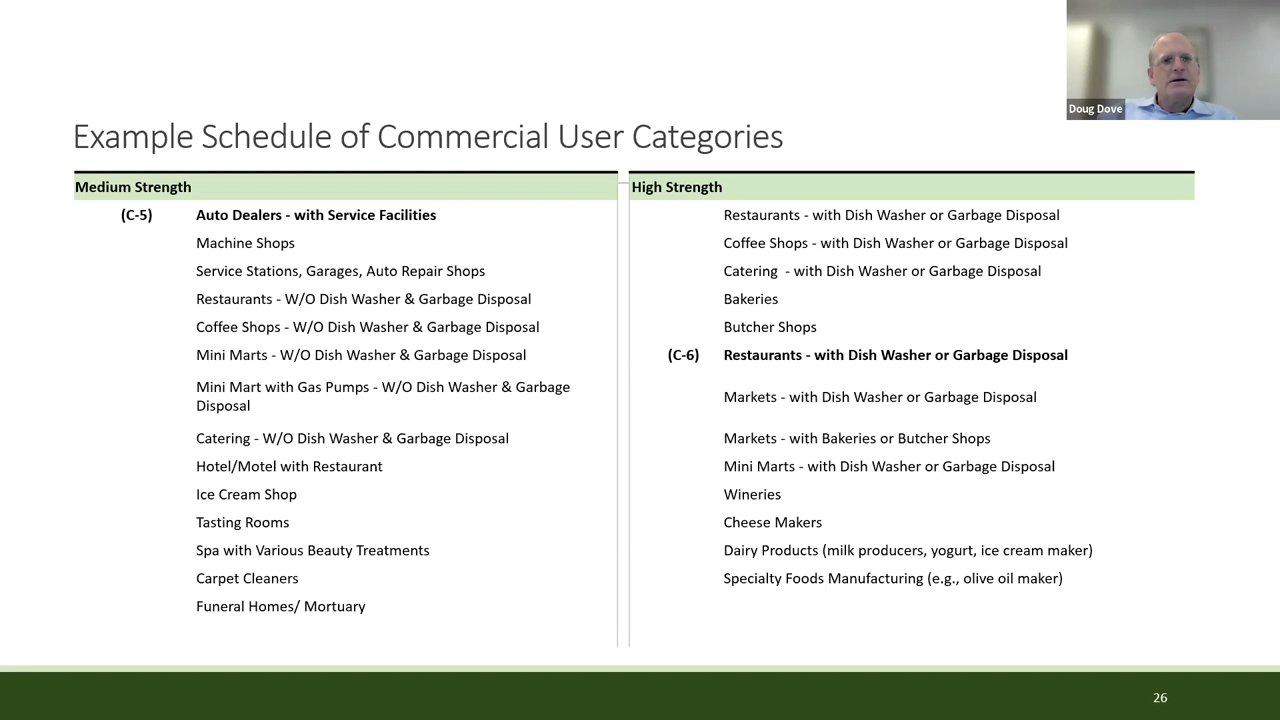 Doug Dove
Example Schedule of Commercial User Categories
Medium Strength
(C-5) Auto Dealers - with Service Facilities
Machine Shops
Service Stations, Garages, Auto Repair Shops
Restaurants - W/O Dish Washer & Garbage Disposal
Coffee Shops - W/O Dish Washer & Garbage Disposal
Mini Marts - W/O Dish Washer & Garbage Disposal
Mini Mart with Gas Pumps - W/O Dish Washer & Garbage
Disposal
Catering - W/O Dish Washer & Garbage Disposal
Hotel/Motel with Restaurant
Ice Cream Shop
Tasting Rooms
Spa with Various Beauty Treatments
Carpet Cleaners
Funeral Homes/ Mortuary
High Strength
Restaurants - with Dish Washer or Garbage Disposal
Coffee Shops - with Dish Washer or Garbage Disposal
Catering  - with Dish Washer or Garbage Disposal
Bakeries
Butcher Shops
(C-6) Restaurants - with Dish Washer or Garbage Disposal
Markets - with Dish Washer or Garbage Disposal
Markets - with Bakeries or Butcher Shops
Mini Marts - with Dish Washer or Garbage Disposal
Wineries
Cheese Makers
Dairy Products (milk producers, yogurt, ice cream maker)
Specialty Foods Manufacturing (e.g., olive oil maker)
26